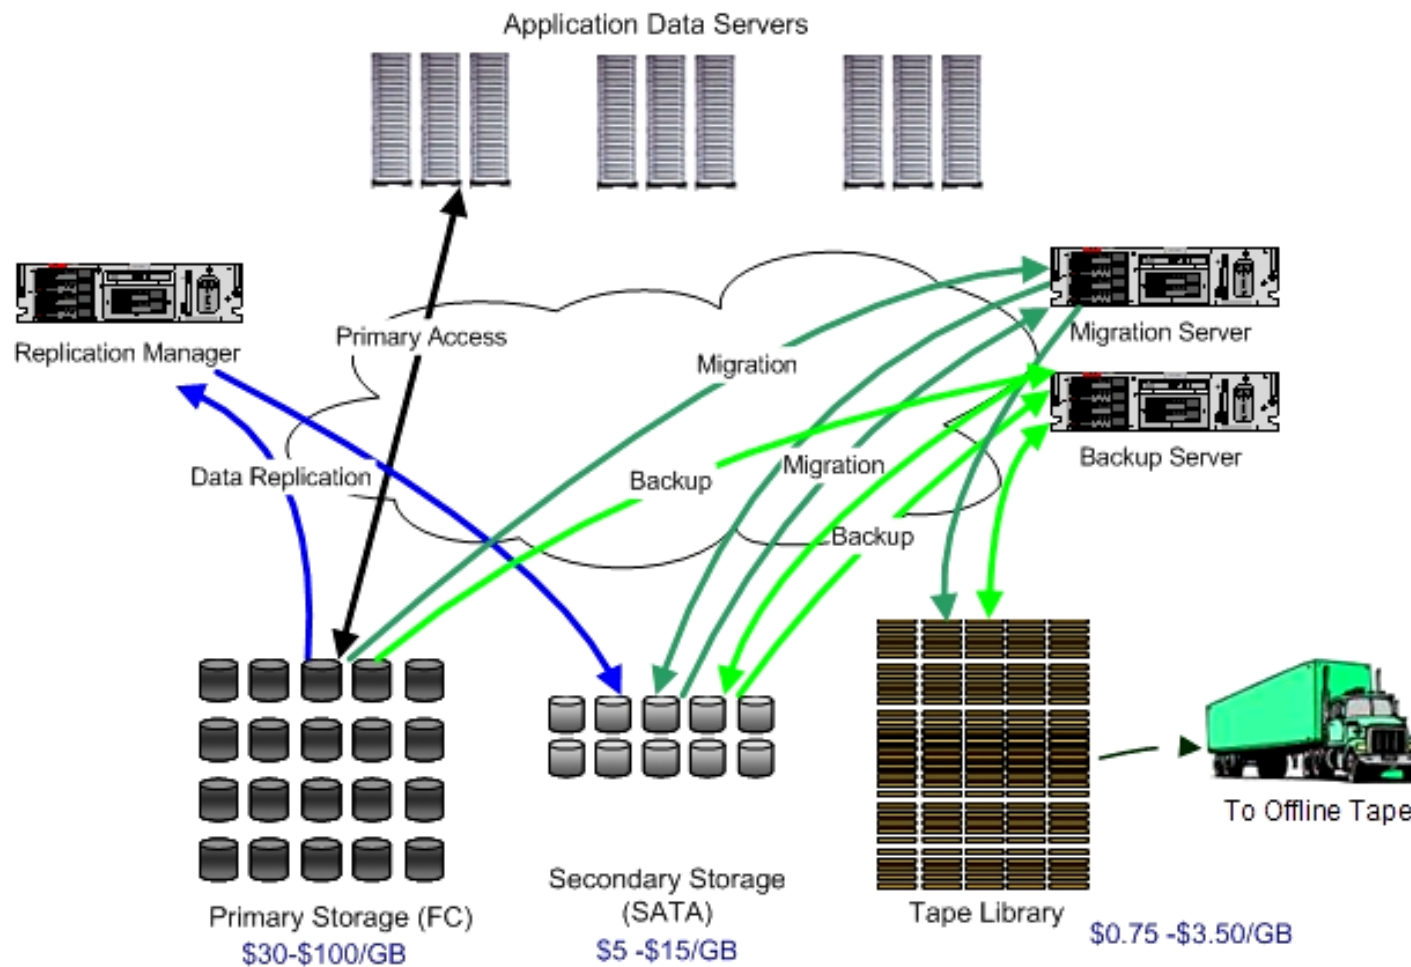 Application Data Servers
Replication Manager
Primary Access
Migration
Migration Server
Data Replication
Backup
Migration
Backup Server
Backup
To Offline Tape
Primary Storage (FC)
$30-$100/GB
Secondary Storage
(SATA)
$5 -$15/GB
Tape Library
$0.75 -$3.50/GB